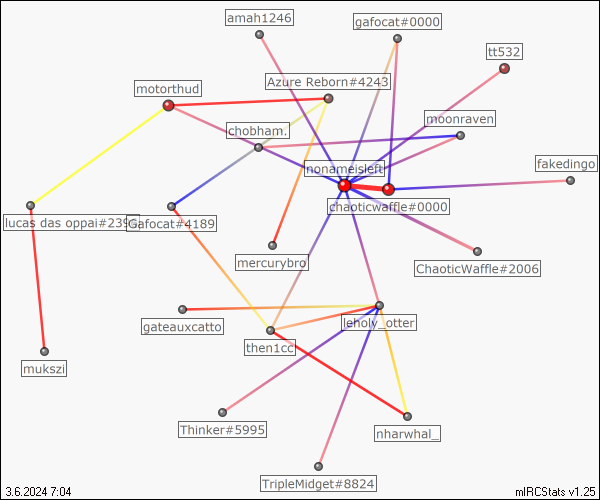 amah1246
gafocat#0000
tt532
motorthud
Azure Reborn#4243
moonraven
chobham.
nonameisleft
fakedingo
chaoticwaffle#0000
lucas das oppai#239
Gafocat#4189
mercurybro
ChaoticWaffle#2006
gateauxcatto
leholy_otter
then1cc
mukszi
Thinker#5995
nharwhal_
TripleMidget#8824
3.6.2024 7:04
mIRCStats v1.25